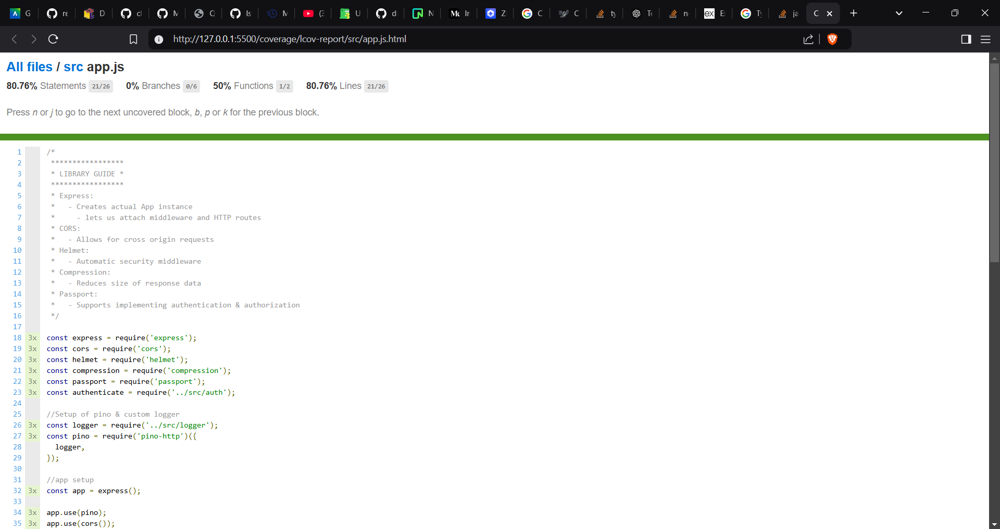 G re D cl M C Is M (3 U d N Me In Z C C ty Te n ex E Ty ja C
http://127.0.0.1:5500/coverage/lcov-report/src/app.js.html
All files / src app.js
80.76% Statements 21/26 0% Branches 0/6 50% Functions 1/2 80.76% Lines 21/26
Press n or j to go to the next uncovered block, b, p or k for the previous block.
1 /*
2 *****************
3 * LIBRARY GUIDE *
4 *****************
5 * Express:
6 *   - Creates actual App instance
7 *     - lets us attach middleware and HTTP routes
8 * CORS:
9 *   - Allows for cross origin requests
10 * Helmet:
11 *   - Automatic security middleware
12 * Compression:
13 *   - Reduces size of response data
14 * Passport:
15 *   - Supports implementing authentication & authorization
16 */
17
18 3x const express = require('express');
19 3x const cors = require('cors');
20 3x const helmet = require('helmet');
21 3x const compression = require('compression');
22 3x const passport = require('passport');
23 3x const authenticate = require('../src/auth');
24
25 //Setup of pino & custom logger
26 3x const logger = require('../src/logger');
27 3x const pino = require('pino-http')({
28   logger,
29 });
30
31 //app setup
32 3x const app = express();
33
34 3x app.use(pino);
35 3x app.use(cors());